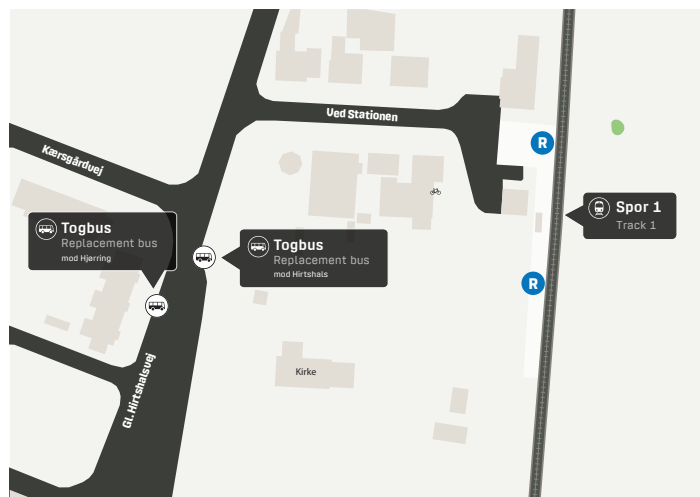 Ved Stationen
Kærsgårdvej
R
Togbus
Replacement bus
mod Hjørring
Togbus
Replacement bus
mod Hirtshals
Spor 1
Track 1
R
Gl. Hirtshalsvej
Kirke